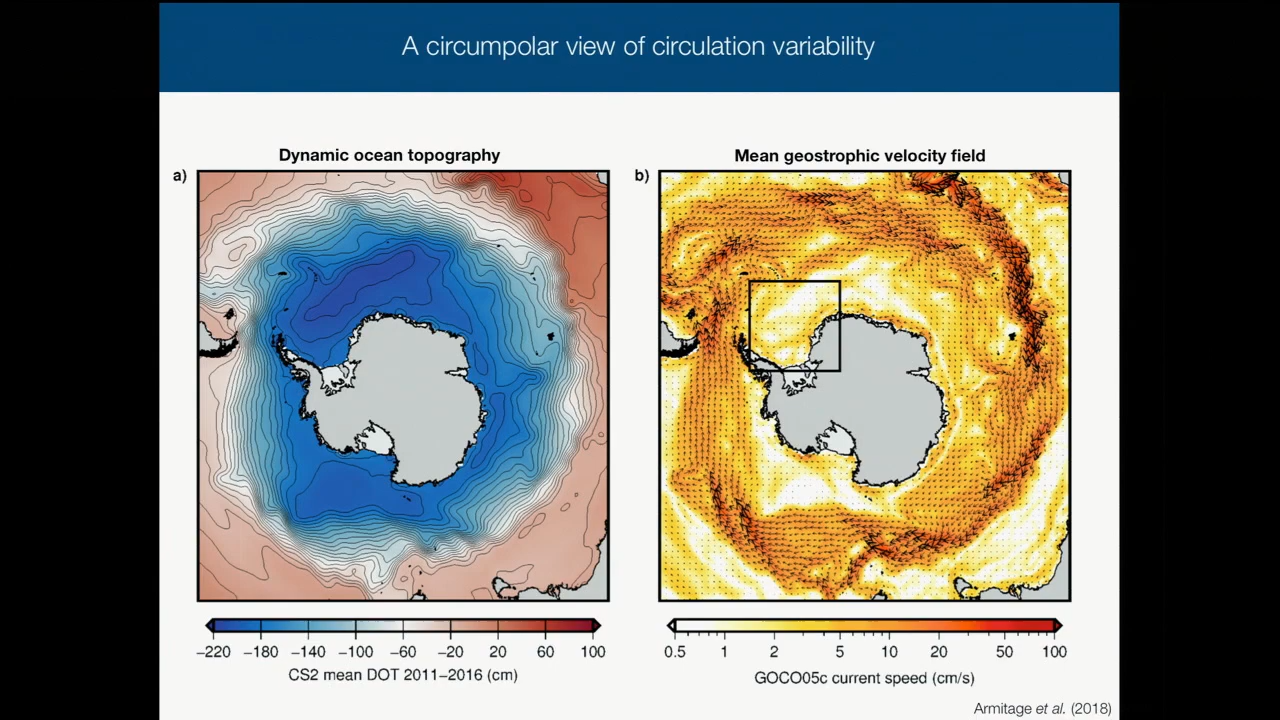 A circumpolar view of circulation variability
Dynamic ocean topography
a)
−220 −180 −140 −100 −60 −20 20 60 100
CS2 mean DOT 2011−2016 (cm)
Mean geostrophic velocity field
b)
0.5 1 2 5 10 20 50 100
GOCO05c current speed (cm/s)
Armitage et al. (2018)